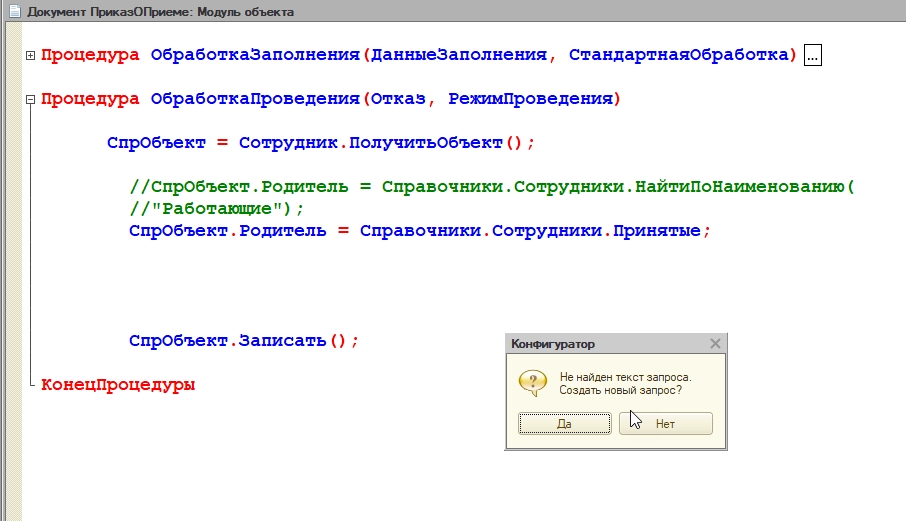 Документ ПриказОПриеме: Модуль объекта
Процедура ОбработкаЗаполнения(ДанныеЗаполнения, СтандартнаяОбработка) ...
Процедура ОбработкаПроведения(Отказ, РежимПроведения)
СпрОбъект = Сотрудник.ПолучитьОбъект();
//СпрОбъект.Родитель = Справочники.Сотрудники.НайтиПоНаименованию(
//"Работающие");
СпрОбъект.Родитель = Справочники.Сотрудники.Принятые;
СпрОбъект.Записать();
Конфигуратор
Не найден текст запроса.
Создать новый запрос?
Да Нет
КонецПроцедуры